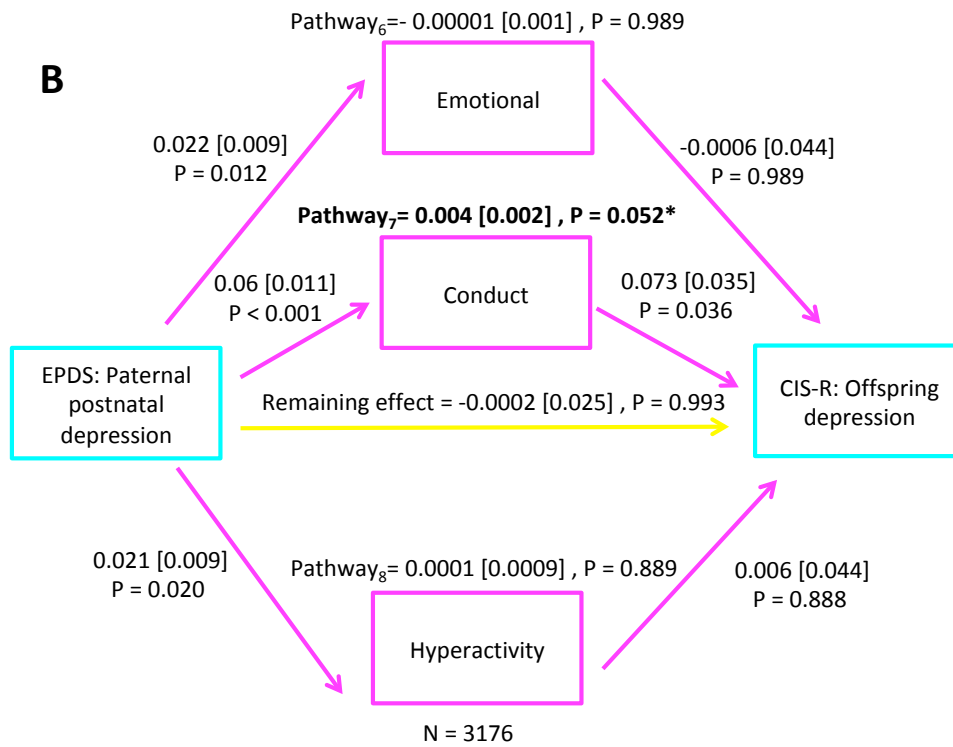 Pathway₆=- 0.00001 [0.001] , P = 0.989
B
Emotional
0.022 [0.009]
P = 0.012
-0.0006 [0.044]
P = 0.989
Pathway₇= 0.004 [0.002] , P = 0.052*
0.06 [0.011]
P < 0.001
Conduct
0.073 [0.035]
P = 0.036
EPDS: Paternal
postnatal
depression
Remaining effect = -0.0002 [0.025] , P = 0.993
CIS-R: Offspring
depression
0.021 [0.009]
P = 0.020
Pathway₈= 0.0001 [0.0009] , P = 0.889
0.006 [0.044]
P = 0.888
Hyperactivity
N = 3176